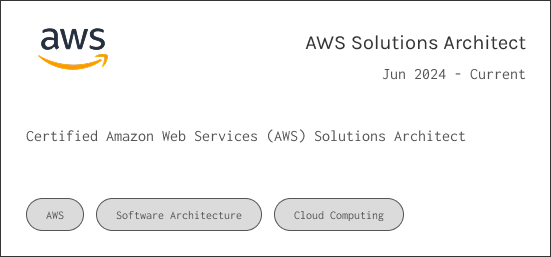 aws
AWS Solutions Architect
Jun 2024 - Current
Certified Amazon Web Services (AWS) Solutions Architect
AWS
Software Architecture
Cloud Computing